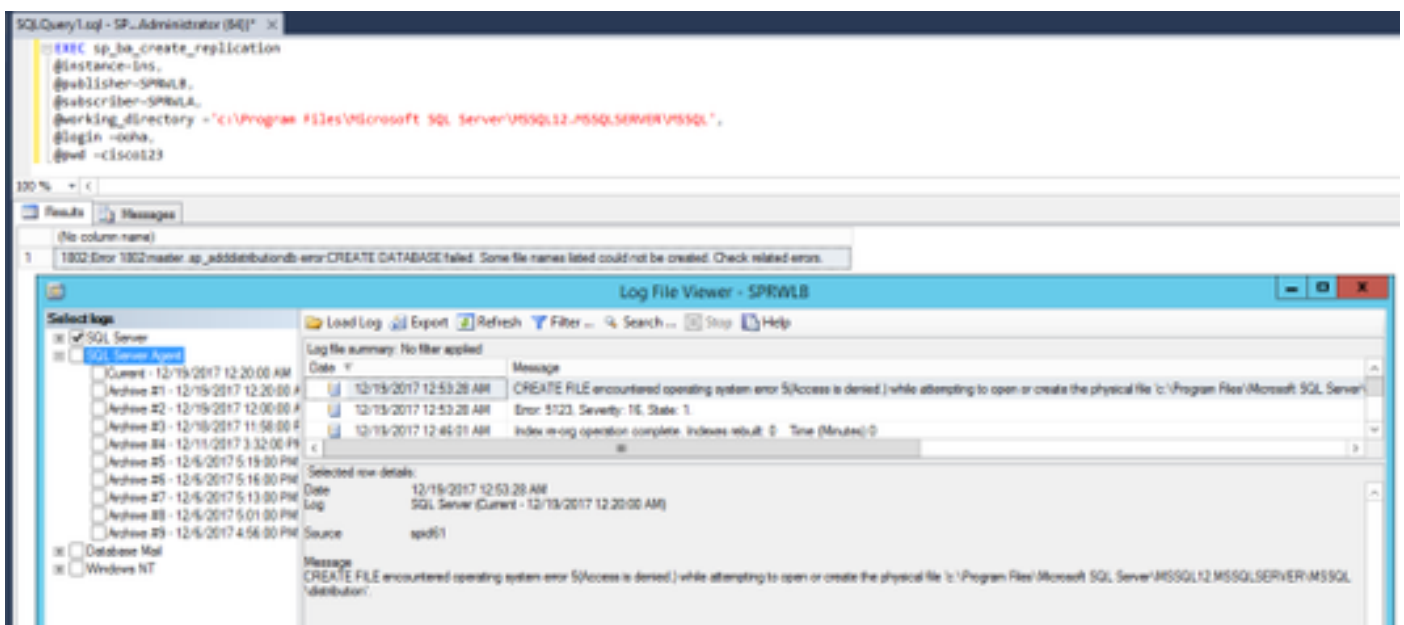 SQLQuery1.sql - SP...Administrator (64))* ×
EXEC sp_ba_create_replication
@instance=ins,
@publisher=SPRWLB,
@subscriber=SPRWLA,
@working_directory ='c:\Program Files\Microsoft SQL Server\MSSQL12.MSSQLSERVER\MSSQL',
@login =ooha,
@pwd =cisco123
100 %
Results Messages
(No column name)
1 1802:Error 1802:master..sp_adddistributiondb error:CREATE DATABASE failed. Some file names listed could not be created. Check related errors.
Log File Viewer - SPRWLB
Select logs
SQL Server
SQL Server Agent
Current - 12/19/2017 12:20:00 AM
Archive #1 - 12/19/2017 12:20:00 A
Archive #2 - 12/19/2017 12:00:00 A
Archive #3 - 12/18/2017 11:58:00 P
Archive #4 - 12/11/2017 3:32:00 PM
Archive #5 - 12/6/2017 5:19:00 PM
Archive #6 - 12/6/2017 5:16:00 PM
Archive #7 - 12/6/2017 5:13:00 PM
Archive #8 - 12/6/2017 5:01:00 PM
Archive #9 - 12/6/2017 4:56:00 PM
Database Mail
Windows NT
Load Log Export Refresh Filter ... Search ... Stop Help
Log file summary: No filter applied
Date Message
12/19/2017 12:53:28 AM CREATE FILE encountered operating system error 5(Access is denied.) while attempting to open or create the physical file 'c:\Program Files\Microsoft SQL Server\
12/19/2017 12:53:28 AM Error: 5123, Severity: 16, State: 1.
12/19/2017 12:46:01 AM Index re-org operation complete. Indexes rebuilt: 0 Time (Minutes):0
Selected row details:
Date 12/19/2017 12:53:28 AM
Log SQL Server (Current - 12/19/2017 12:20:00 AM)
Source spid61
Message
CREATE FILE encountered operating system error 5(Access is denied.) while attempting to open or create the physical file 'c:\Program Files\Microsoft SQL Server\MSSQL12.MSSQLSERVER\MSSQL
\distribution'.